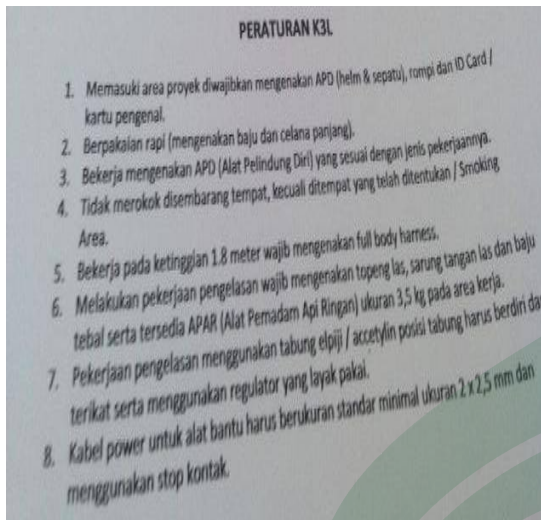 PERATURAN K3L
1. Memasuki area proyek diwajibkan mengenakan APD (helm & sepatu), rompi dan ID Card /
kartu pengenal.
2. Berpakaian rapi (mengenakan baju dan celana panjang).
3. Bekerja mengenakan APD (Alat Pelindung Diri) yang sesuai dengan jenis pekerjaannya.
4. Tidak merokok disembarang tempat, kecuali ditempat yang telah ditentukan / Smoking
Area.
5. Bekerja pada ketinggian 1.8 meter wajib mengenakan full body harness.
6. Melakukan pekerjaan pengelasan wajib mengenakan topeng las, sarung tangan las dan baju
tebal serta tersedia APAR (Alat Pemadam Api Ringan) ukuran 3,5 kg pada area kerja.
7. Pekerjaan pengelasan menggunakan tabung elpiji / accetylin posisi tabung harus berdiri da
terikat serta menggunakan regulator yang layak pakai.
8. Kabel power untuk alat bantu harus berukuran standar minimal ukuran 2 x 2,5 mm dan
menggunakan stop kontak.